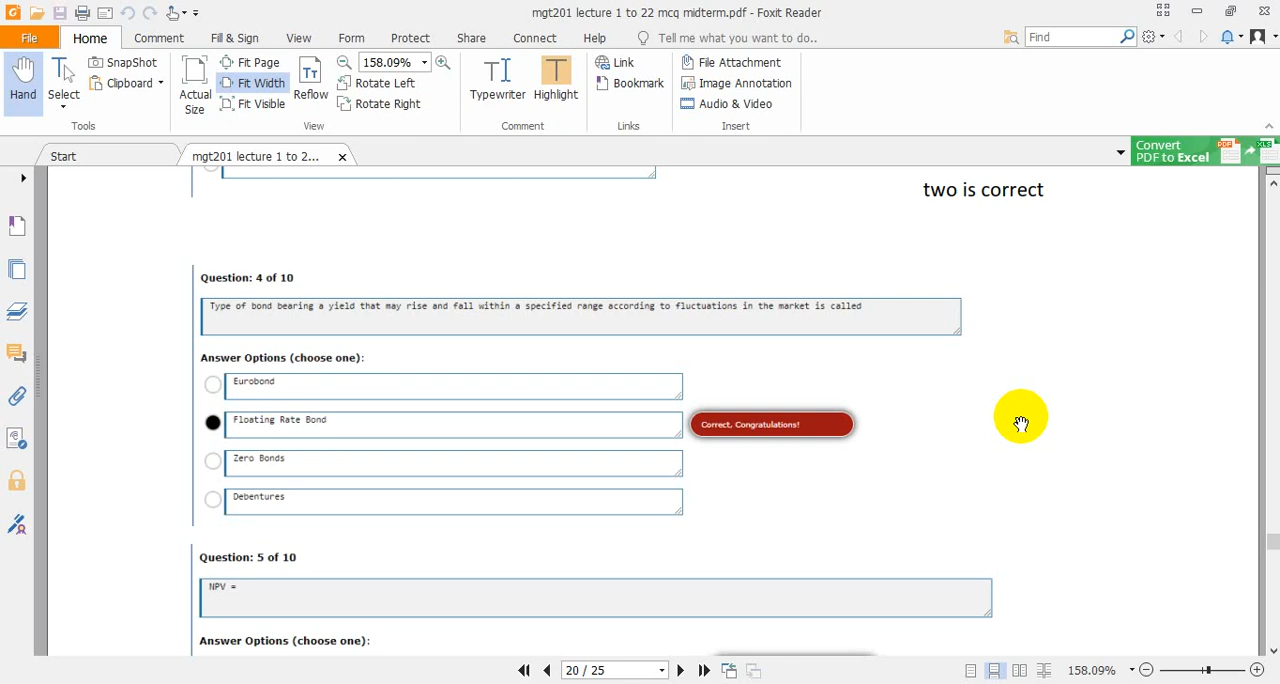 mgt201 lecture 1 to 22 mcq midterm.pdf - Foxit Reader
File Home Comment Fill & Sign View Form Protect Share Connect Help Tell me what you want to do.. Find
Hand
Select
SnapShot
Clipboard
Tools
Actual Size
Fit Page
Fit Width
Fit Visible
Reflow
158.09%
Rotate Left
Rotate Right
View
Typewriter
Highlight
Comment
Link
Bookmark
Links
File Attachment
Image Annotation
Audio & Video
Insert
Start
mgt201 lecture 1 to 2...
Convert
PDF to Excel
PDF
XLS
two is correct
Question: 4 of 10
Type of bond bearing a yield that may rise and fall within a specified range according to fluctuations in the market is called
Answer Options (choose one):
Eurobond
Floating Rate Bond
Correct, Congratulations!
Zero Bonds
Debentures
Question: 5 of 10
NPV =
Answer Options (choose one):
20 / 25
158.09%